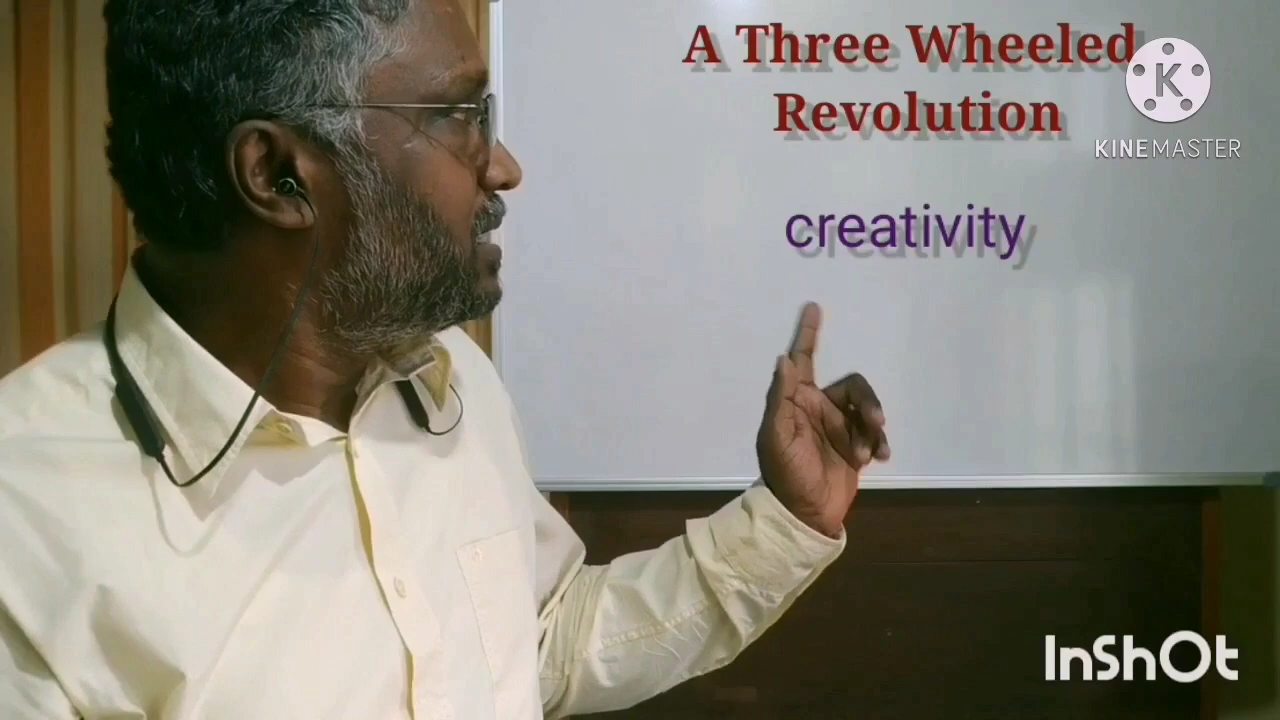 A Three Wheeled
Revolution
K
KINEMASTER
creativity
InShOt